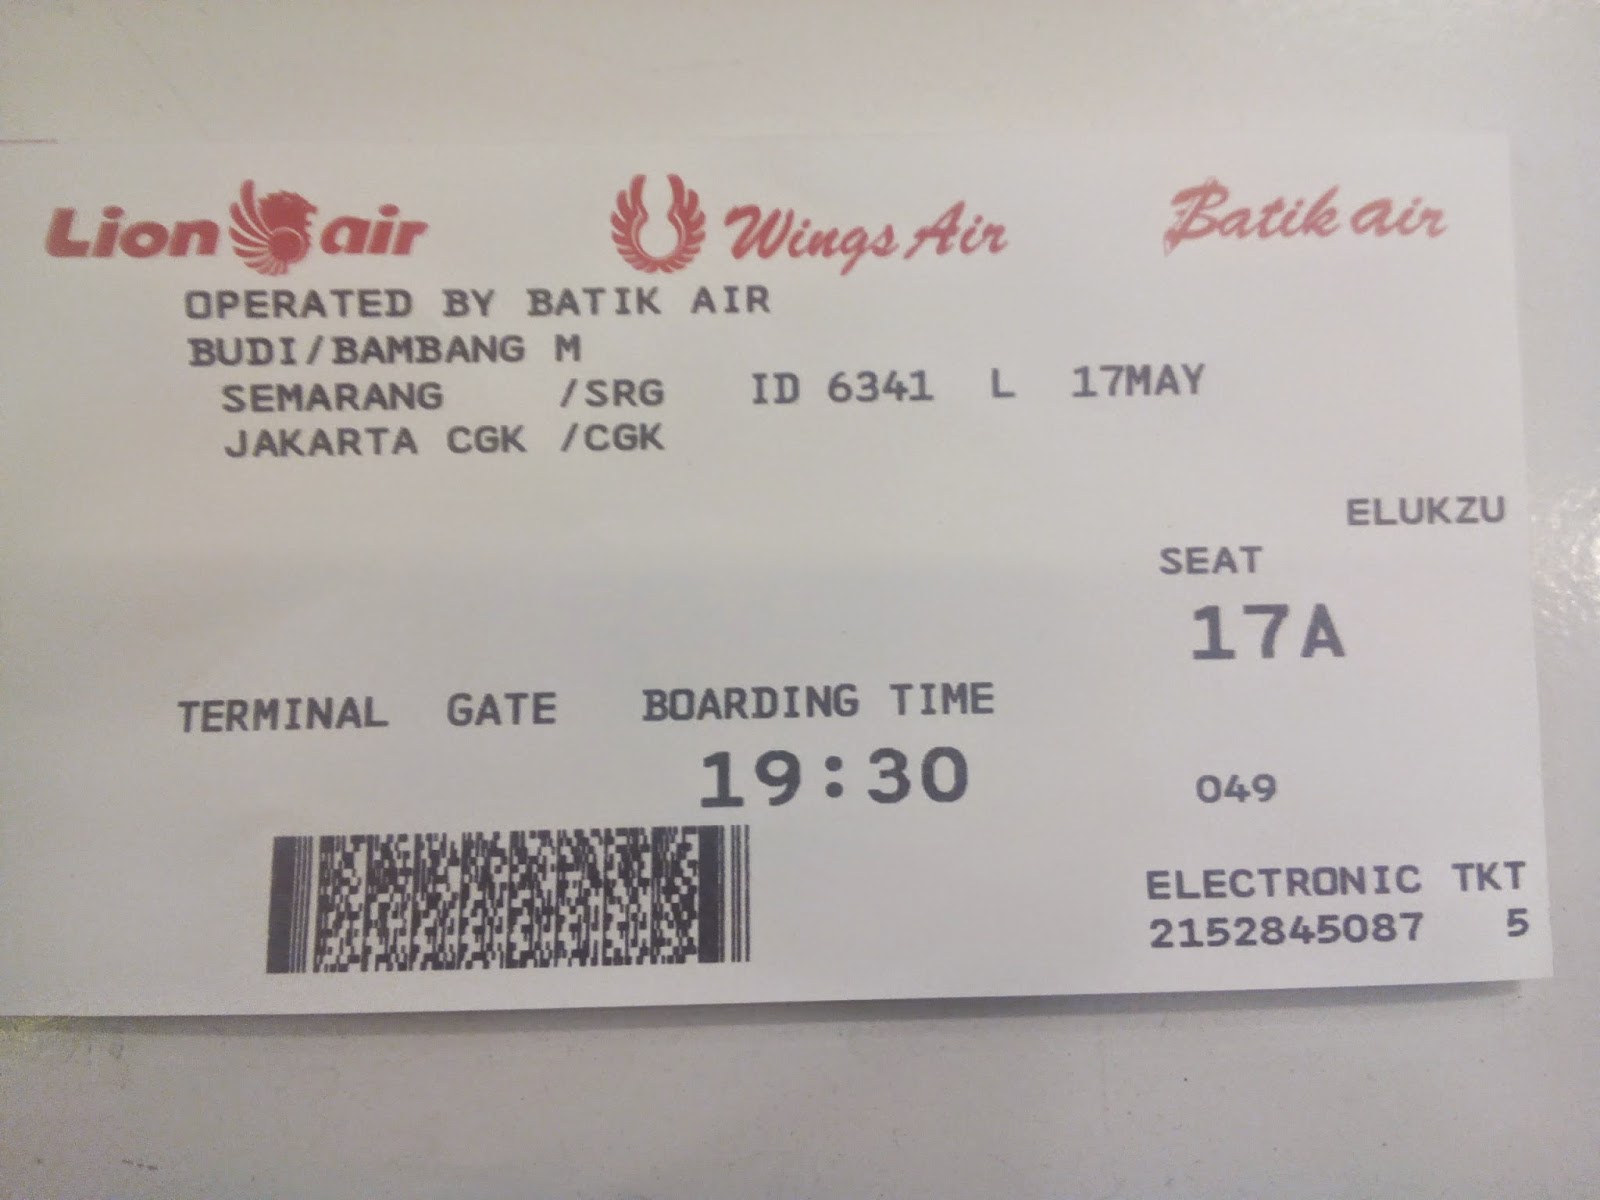 Lion air Wings Air Batik air
OPERATED BY BATIK AIR
BUDI/BAMBANG M
SEMARANG /SRG ID 6341 L 17MAY
JAKARTA CGK /CGK
ELUKZU
SEAT
17A
TERMINAL GATE BOARDING TIME
19:30
049
ELECTRONIC TKT
2152845087 5